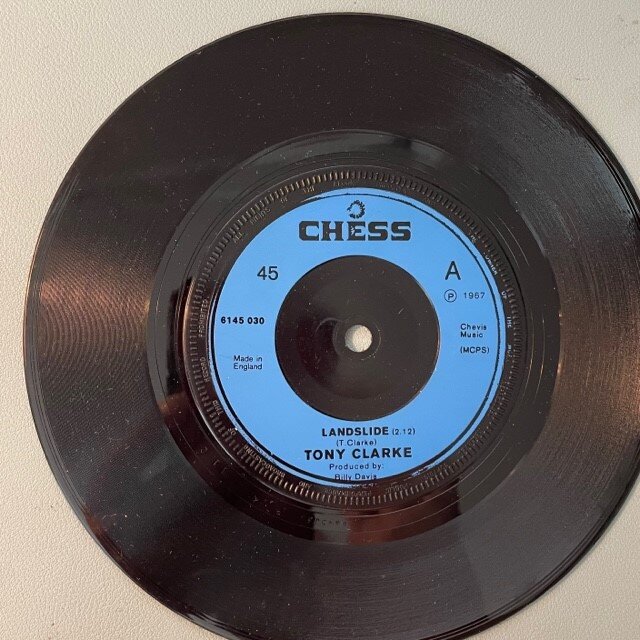 CHESS
45
A
℗ 1967
6145 030
Chevis
Music
(MCPS)
Made in
England
LANDSLIDE (2.12)
(T. Clarke)
TONY CLARKE
Produced by:
Billy Davis